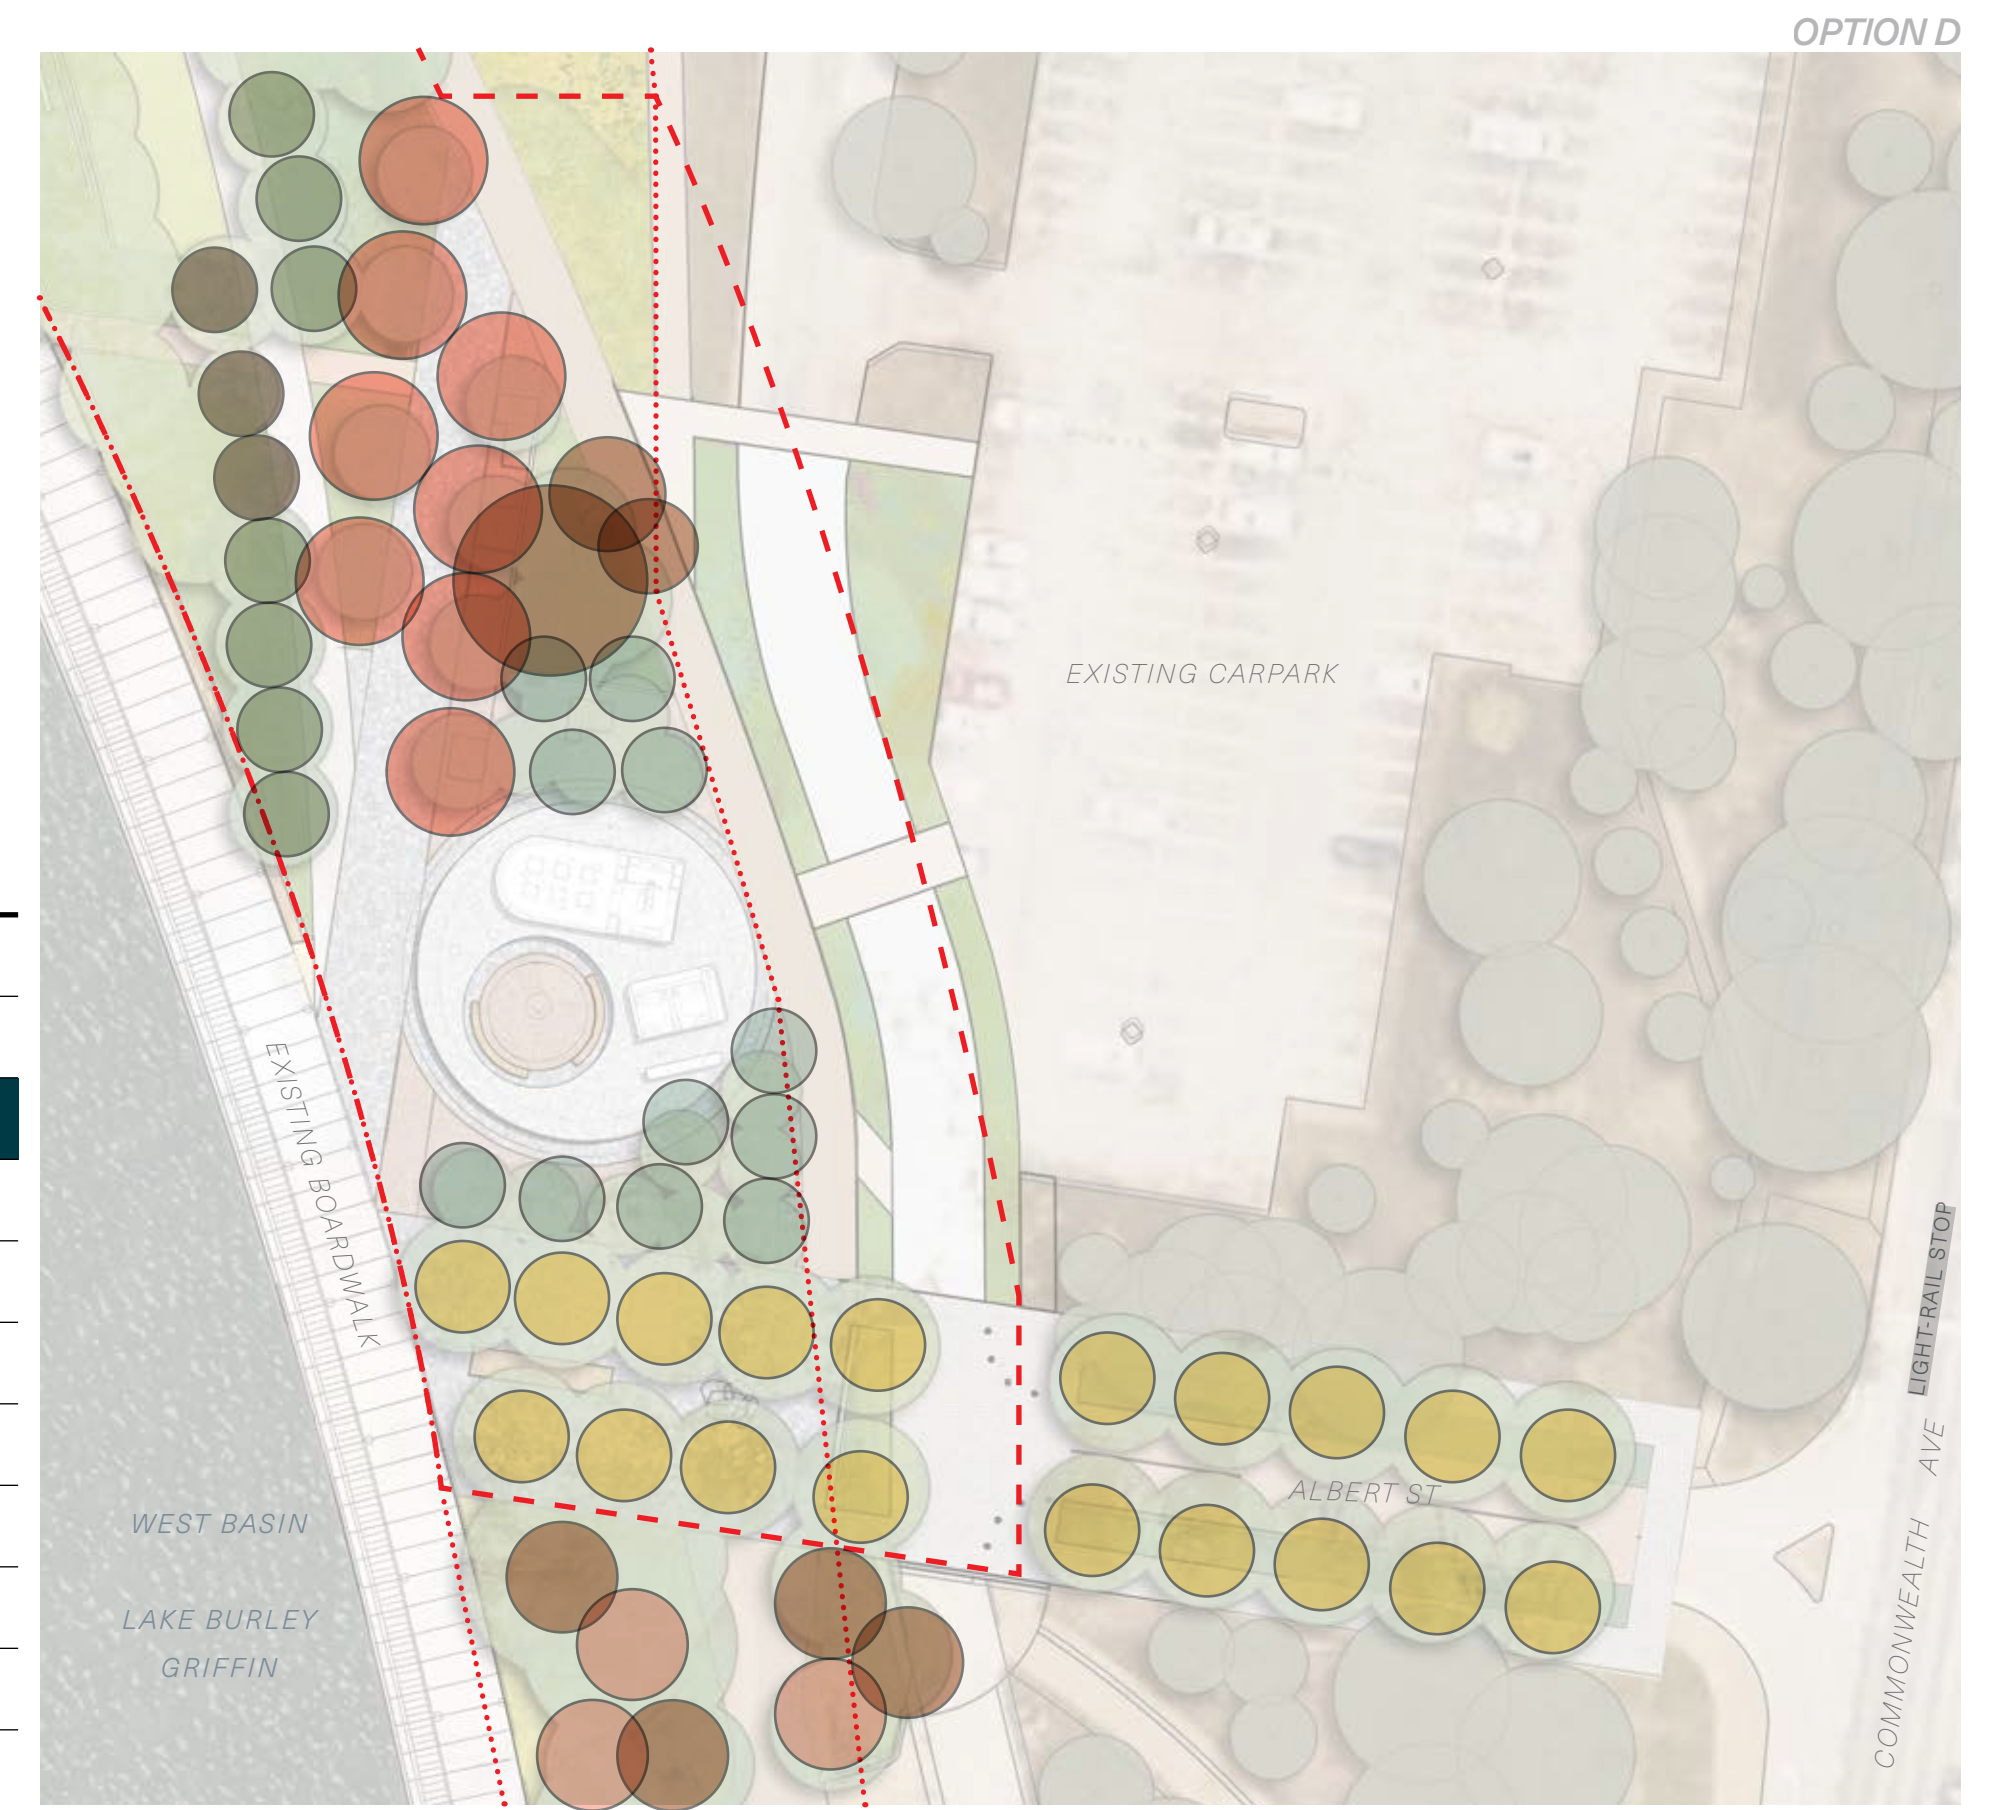 OPTION D
EXISTING CARPARK
EXISTING BOARDWALK
LIGHT-RAIL STOP
ALBERT ST
COMMONWEALTH AVE
WEST BASIN
LAKE BURLEY
GRIFFIN